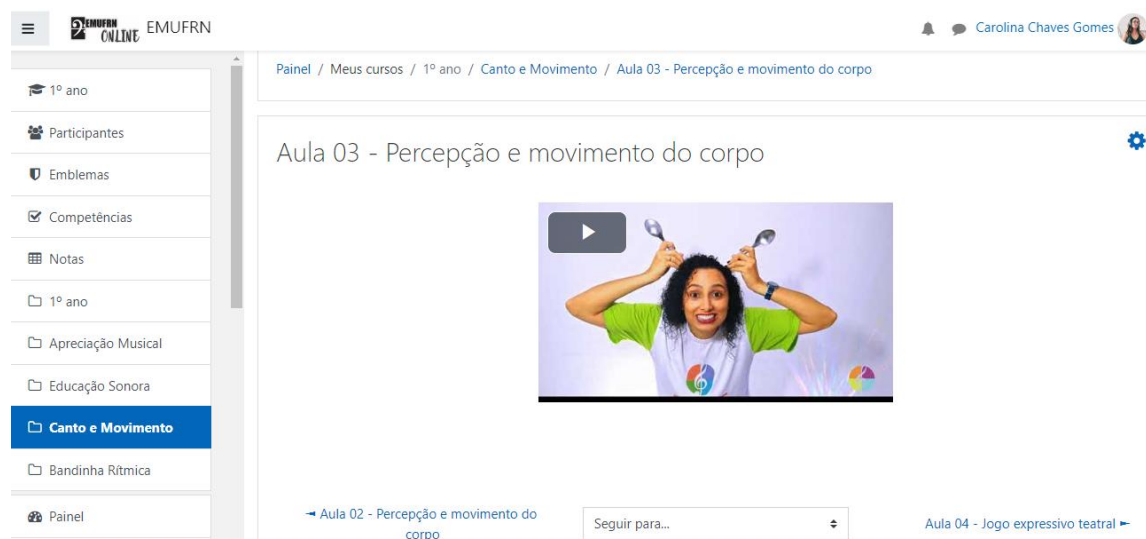 EMUFRN ONLINE EMUFRN
Carolina Chaves Gomes
Painel / Meus cursos / 1º ano / Canto e Movimento / Aula 03 - Percepção e movimento do corpo
1º ano
Participantes
Emblemas
Competências
Notas
1º ano
Apreciação Musical
Educação Sonora
Canto e Movimento
Bandinha Rítmica
Painel
Aula 03 - Percepção e movimento do corpo
◄ Aula 02 - Percepção e movimento do
corpo
Seguir para...
Aula 04 - Jogo expressivo teatral ►